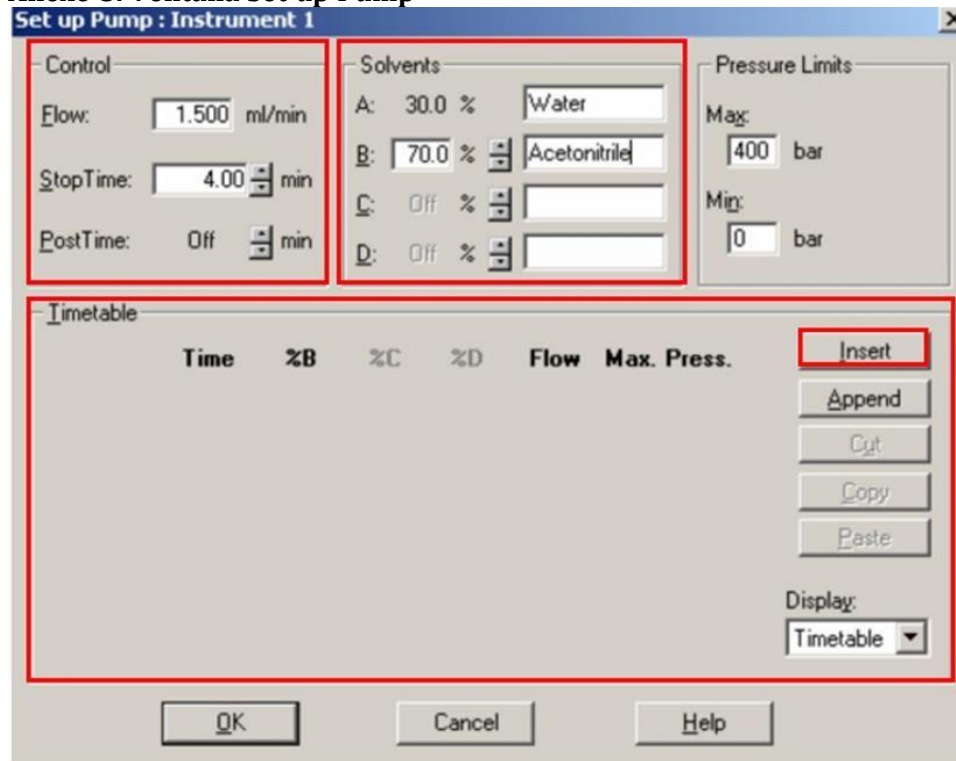 Set up Pump : Instrument 1
Control
Flow: 1.500 ml/min
StopTime: 4.00 min
PostTime: Off min
Solvents
A: 30.0 % Water
B: 70.0 % Acetonitrile
C: Off %
D: Off %
Pressure Limits
Max:
400 bar
Min:
0 bar
Timetable
Time %B %C %D Flow Max. Press.
Insert
Append
Cut
Copy
Paste
Display:
Timetable
OK Cancel Help